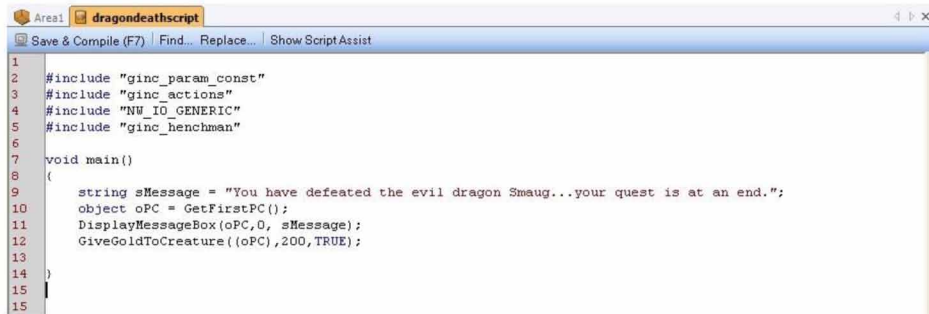 Area1 dragondeathscript
Save & Compile (F7) Find... Replace... Show Script Assist
1
2 #include "ginc_param_const"
3 #include "ginc_actions"
4 #include "NW_IO_GENERIC"
5 #include "ginc_henchman"
6
7 void main()
8 {
9 string sMessage = "You have defeated the evil dragon Smaug...your quest is at an end.";
10 object oPC = GetFirstPC();
11 DisplayMessageBox(oPC,0, sMessage);
12 GiveGoldToCreature((oPC),200,TRUE);
13
14 }
15
15